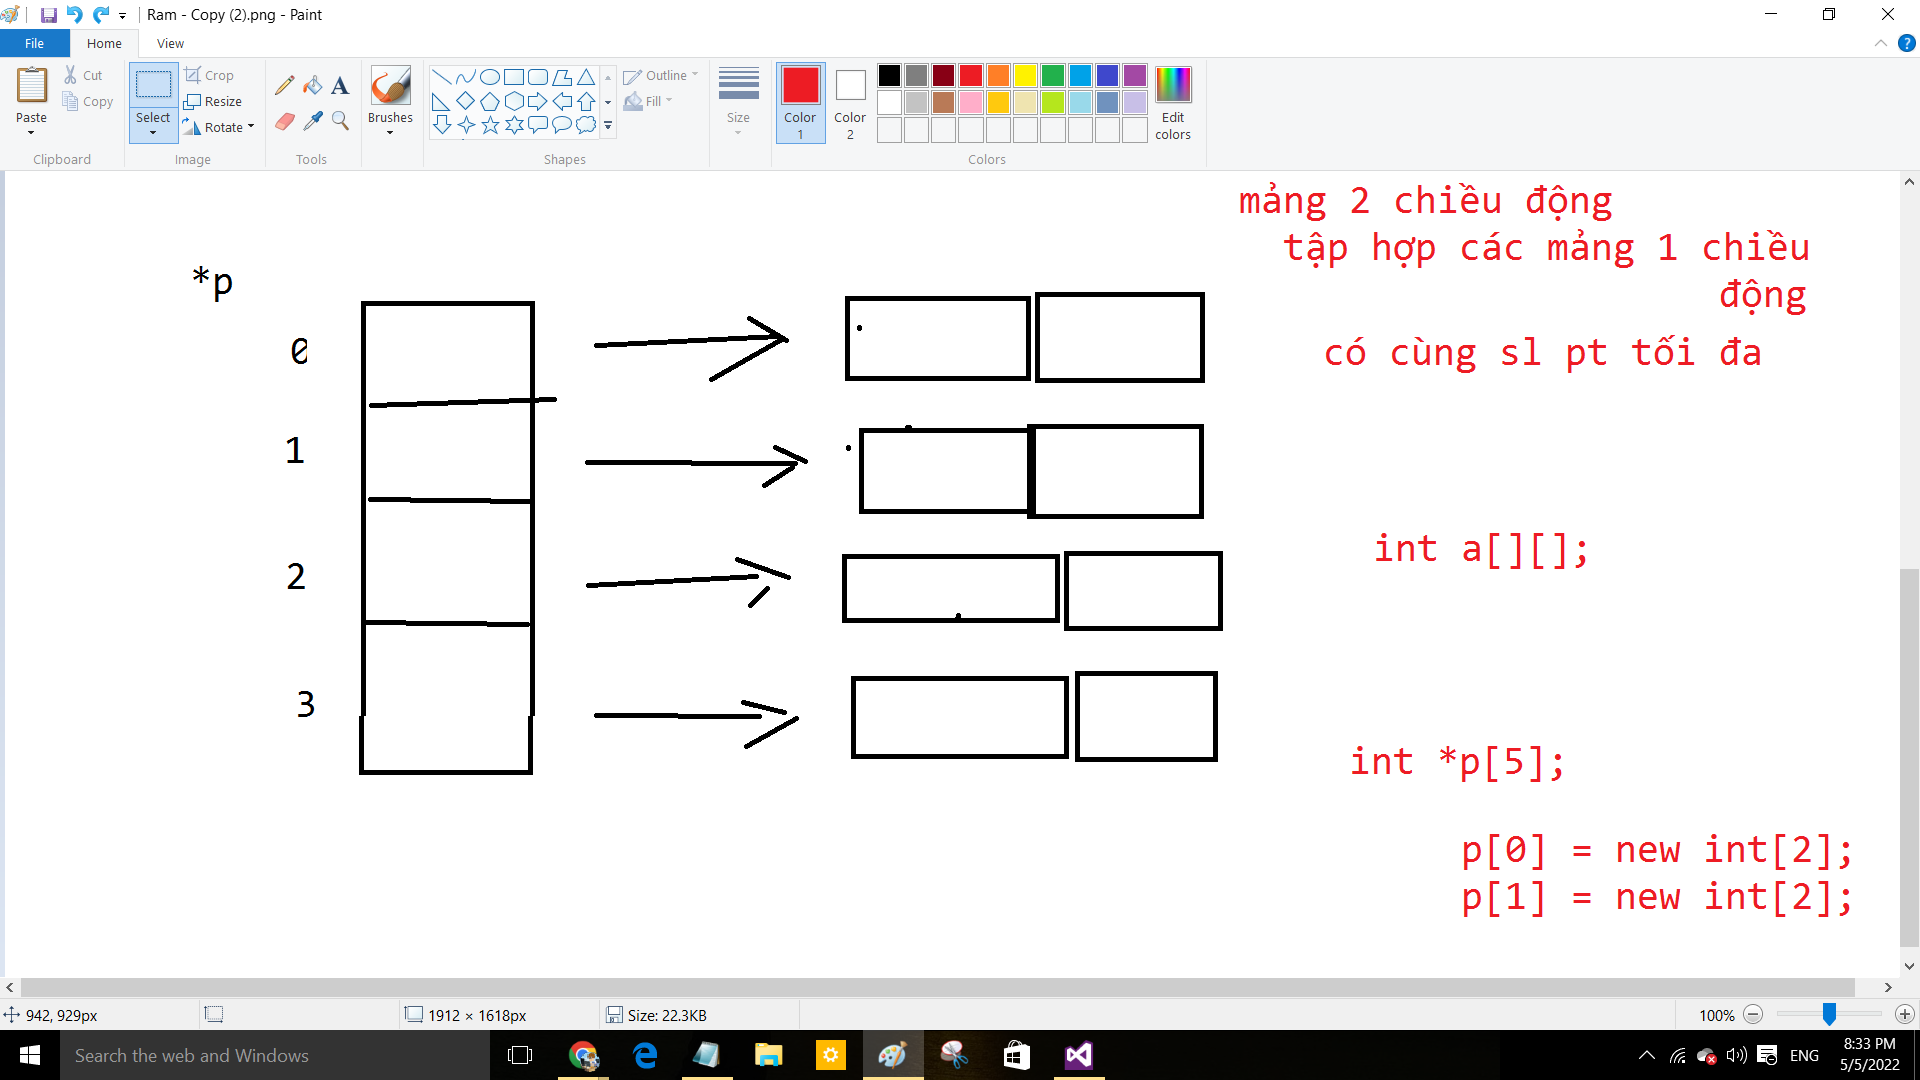 Ram - Copy (2).png - Paint
File
Home
View
Paste
Cut
Copy
Clipboard
Select
Crop
Resize
Rotate
Image
A
Tools
Brushes
Outline
Fill
Shapes
Size
Color
1
Color
2
Edit
colors
Colors
mảng 2 chiều động
tập hợp các mảng 1 chiều
động
có cùng sl pt tối đa
*p
0
1
2
3
int a[][];
int *p[5];
p[0] = new int[2];
p[1] = new int[2];
942, 929px
1912 × 1618px
Size: 22.3KB
100%
Search the web and Windows
ENG
8:33 PM
5/5/2022